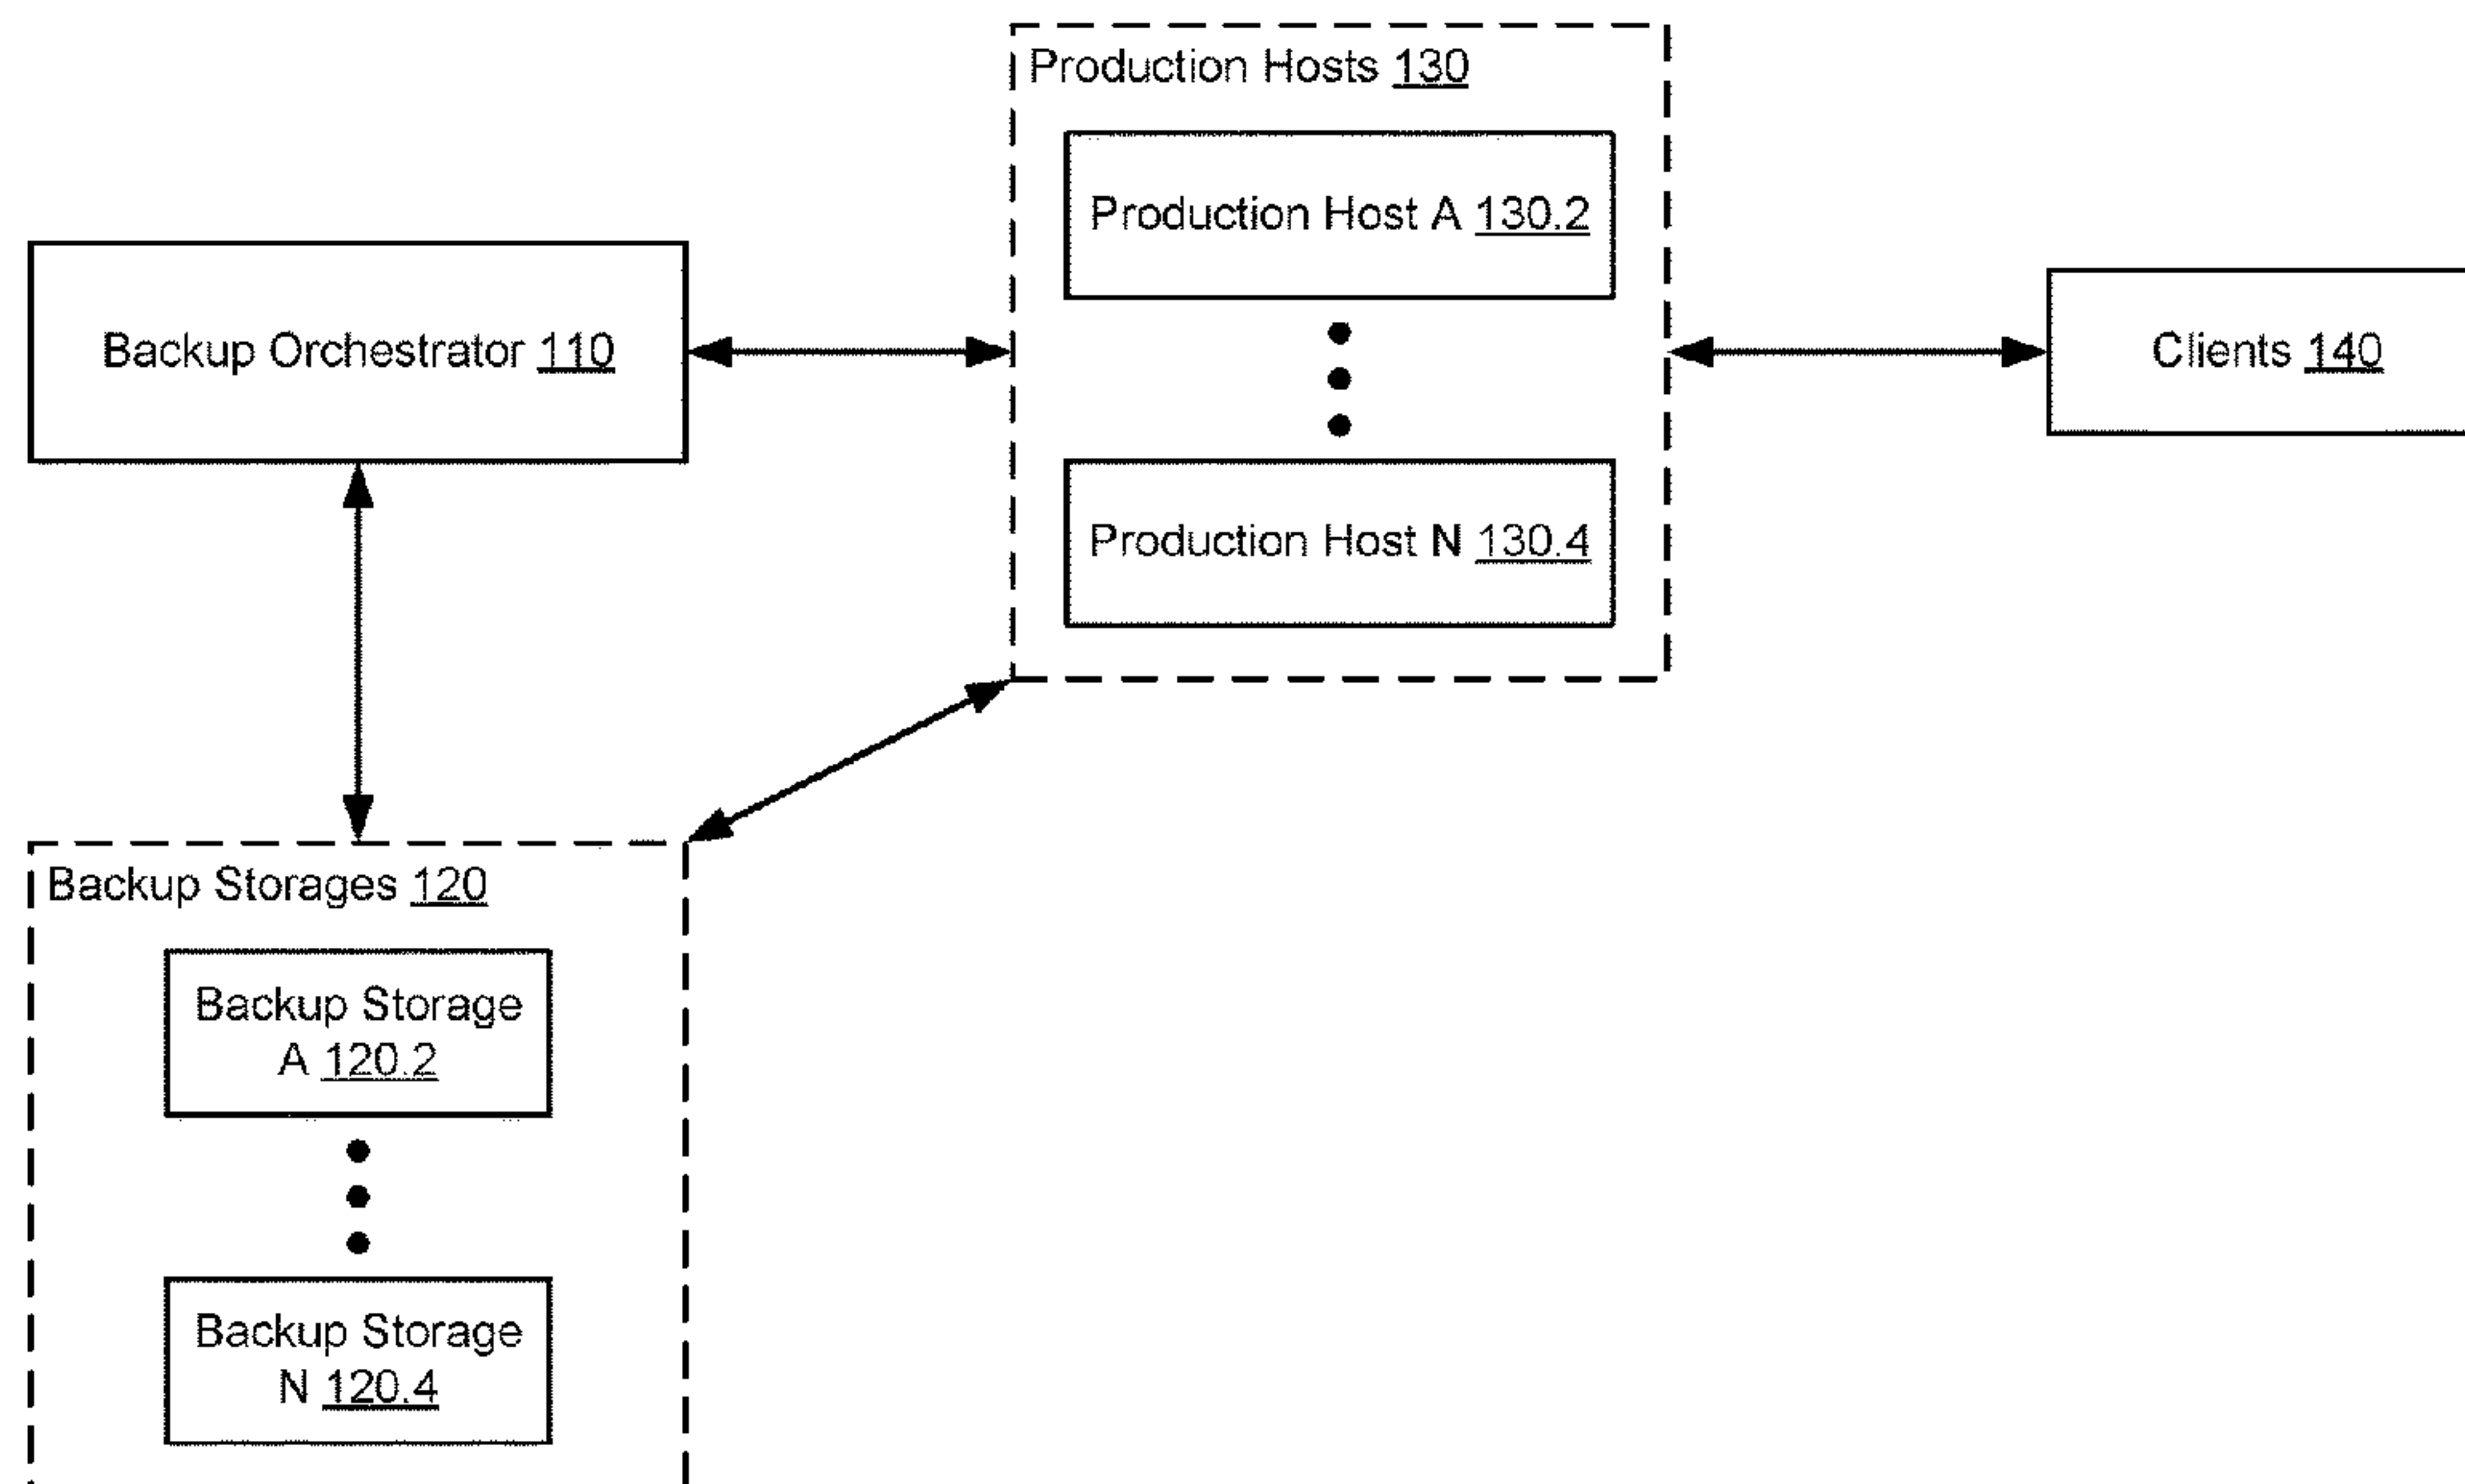 Production Hosts 130
Production Host A 130.2
Backup Orchestrator 110
Clients 140
Production Host N 130.4
Backup Storages 120
Backup Storage
A 120.2
Backup Storage
N 120.4